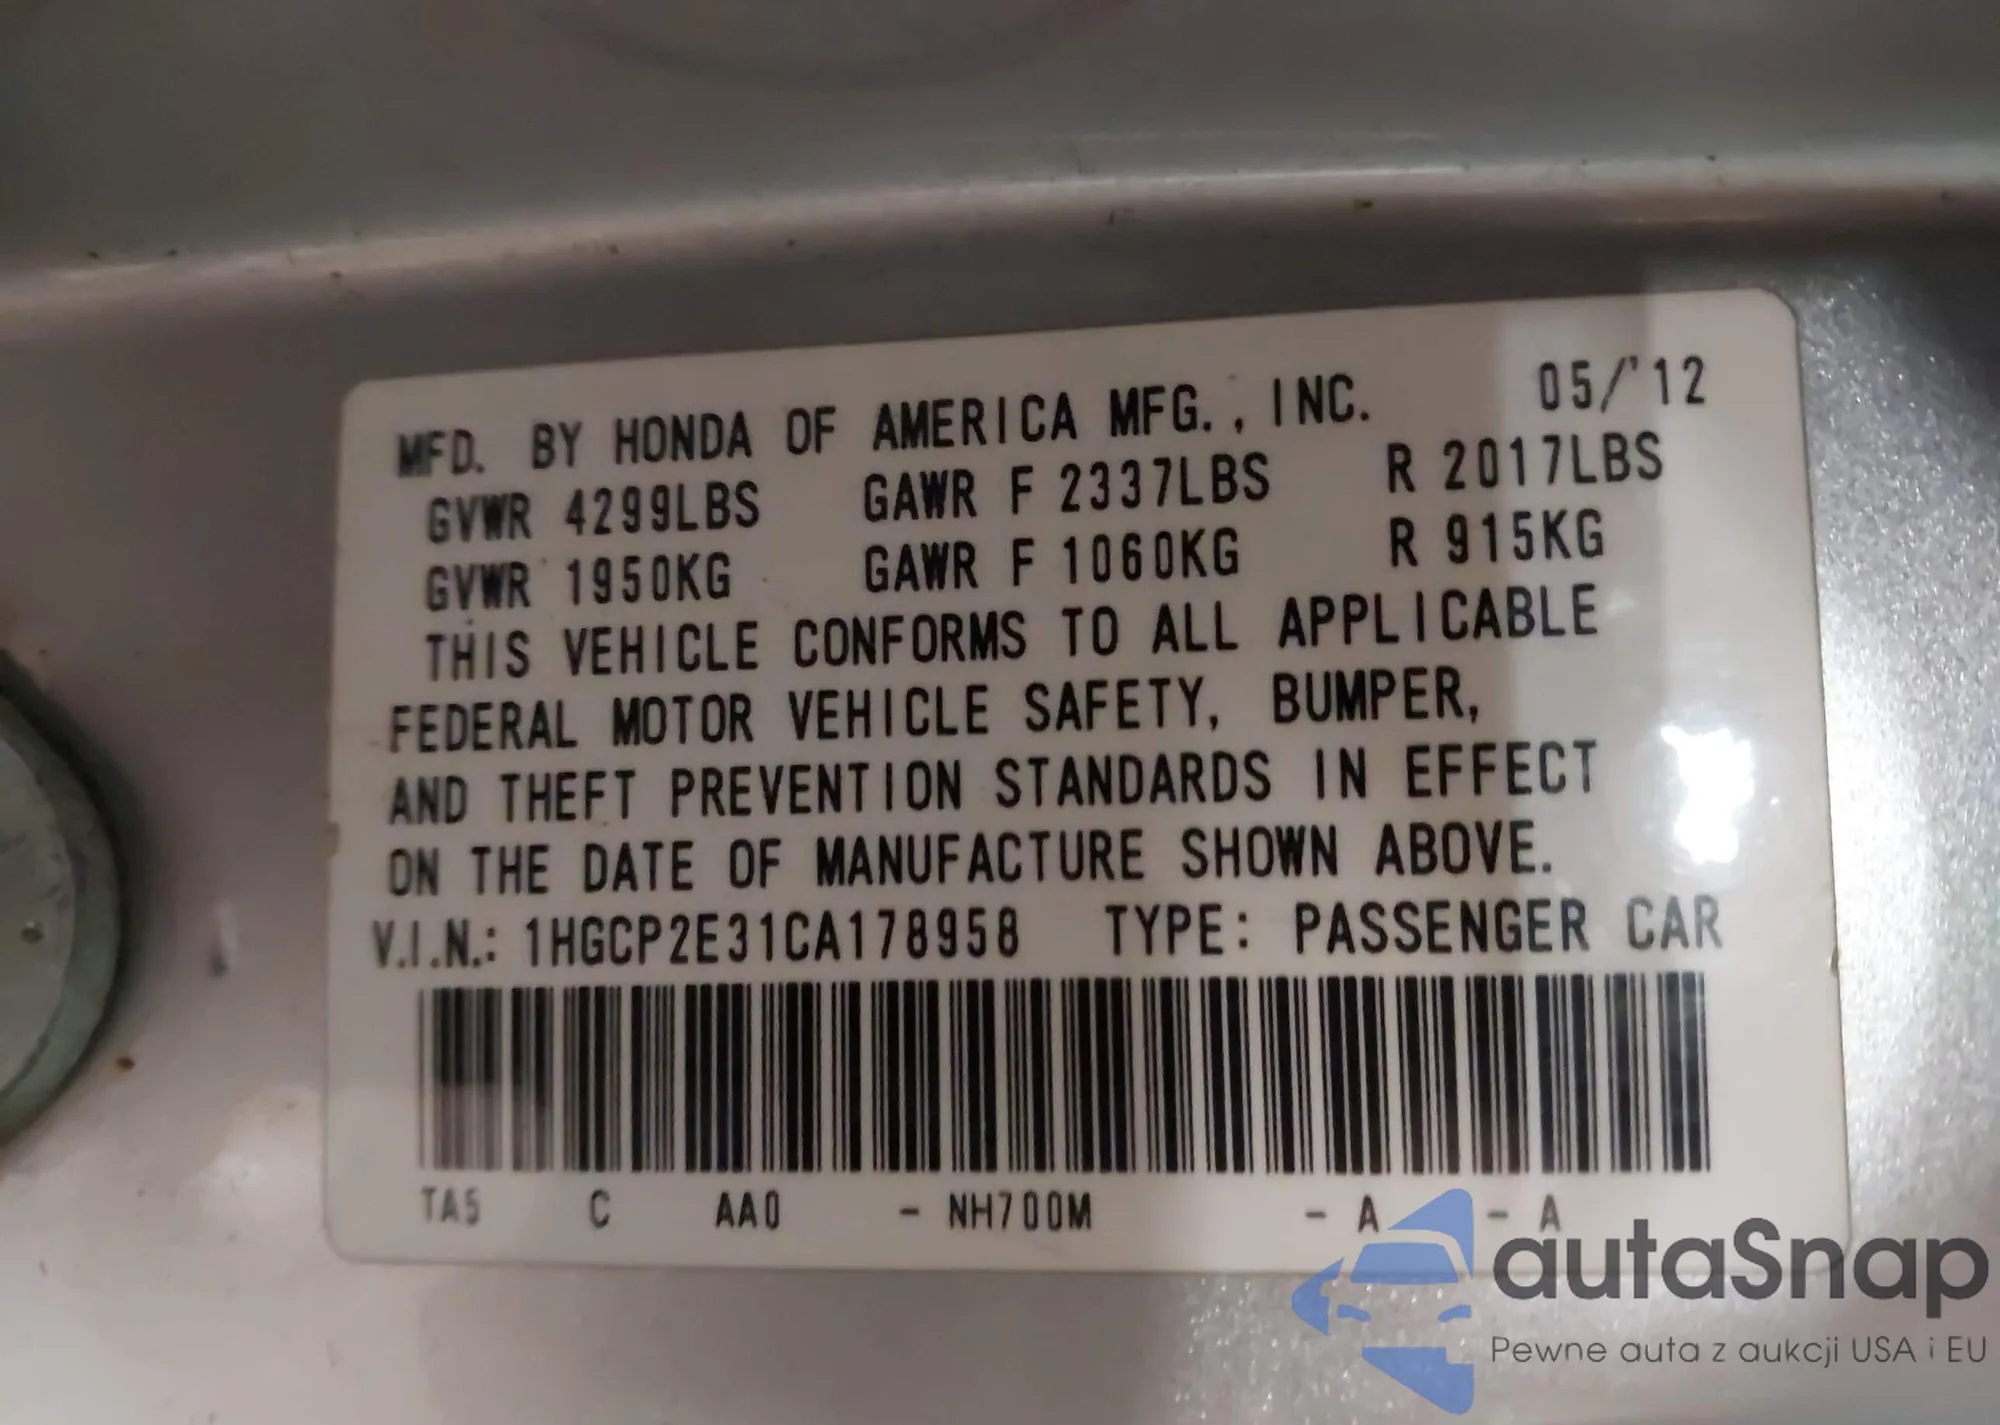 MFD. BY HONDA OF AMERICA MFG., INC. 05/'12
GVWR 4299LBS GAWR F 2337LBS R 2017LBS
GVWR 1950KG GAWR F 1060KG R 915KG
THIS VEHICLE CONFORMS TO ALL APPLICABLE
FEDERAL MOTOR VEHICLE SAFETY, BUMPER,
AND THEFT PREVENTION STANDARDS IN EFFECT
ON THE DATE OF MANUFACTURE SHOWN ABOVE.
V.I.N.: 1HGCP2E31CA178958 TYPE: PASSENGER CAR
TA5 C AA0 - NH700M - A - A
autaSnap
Pewne auta z aukcji USA i EU